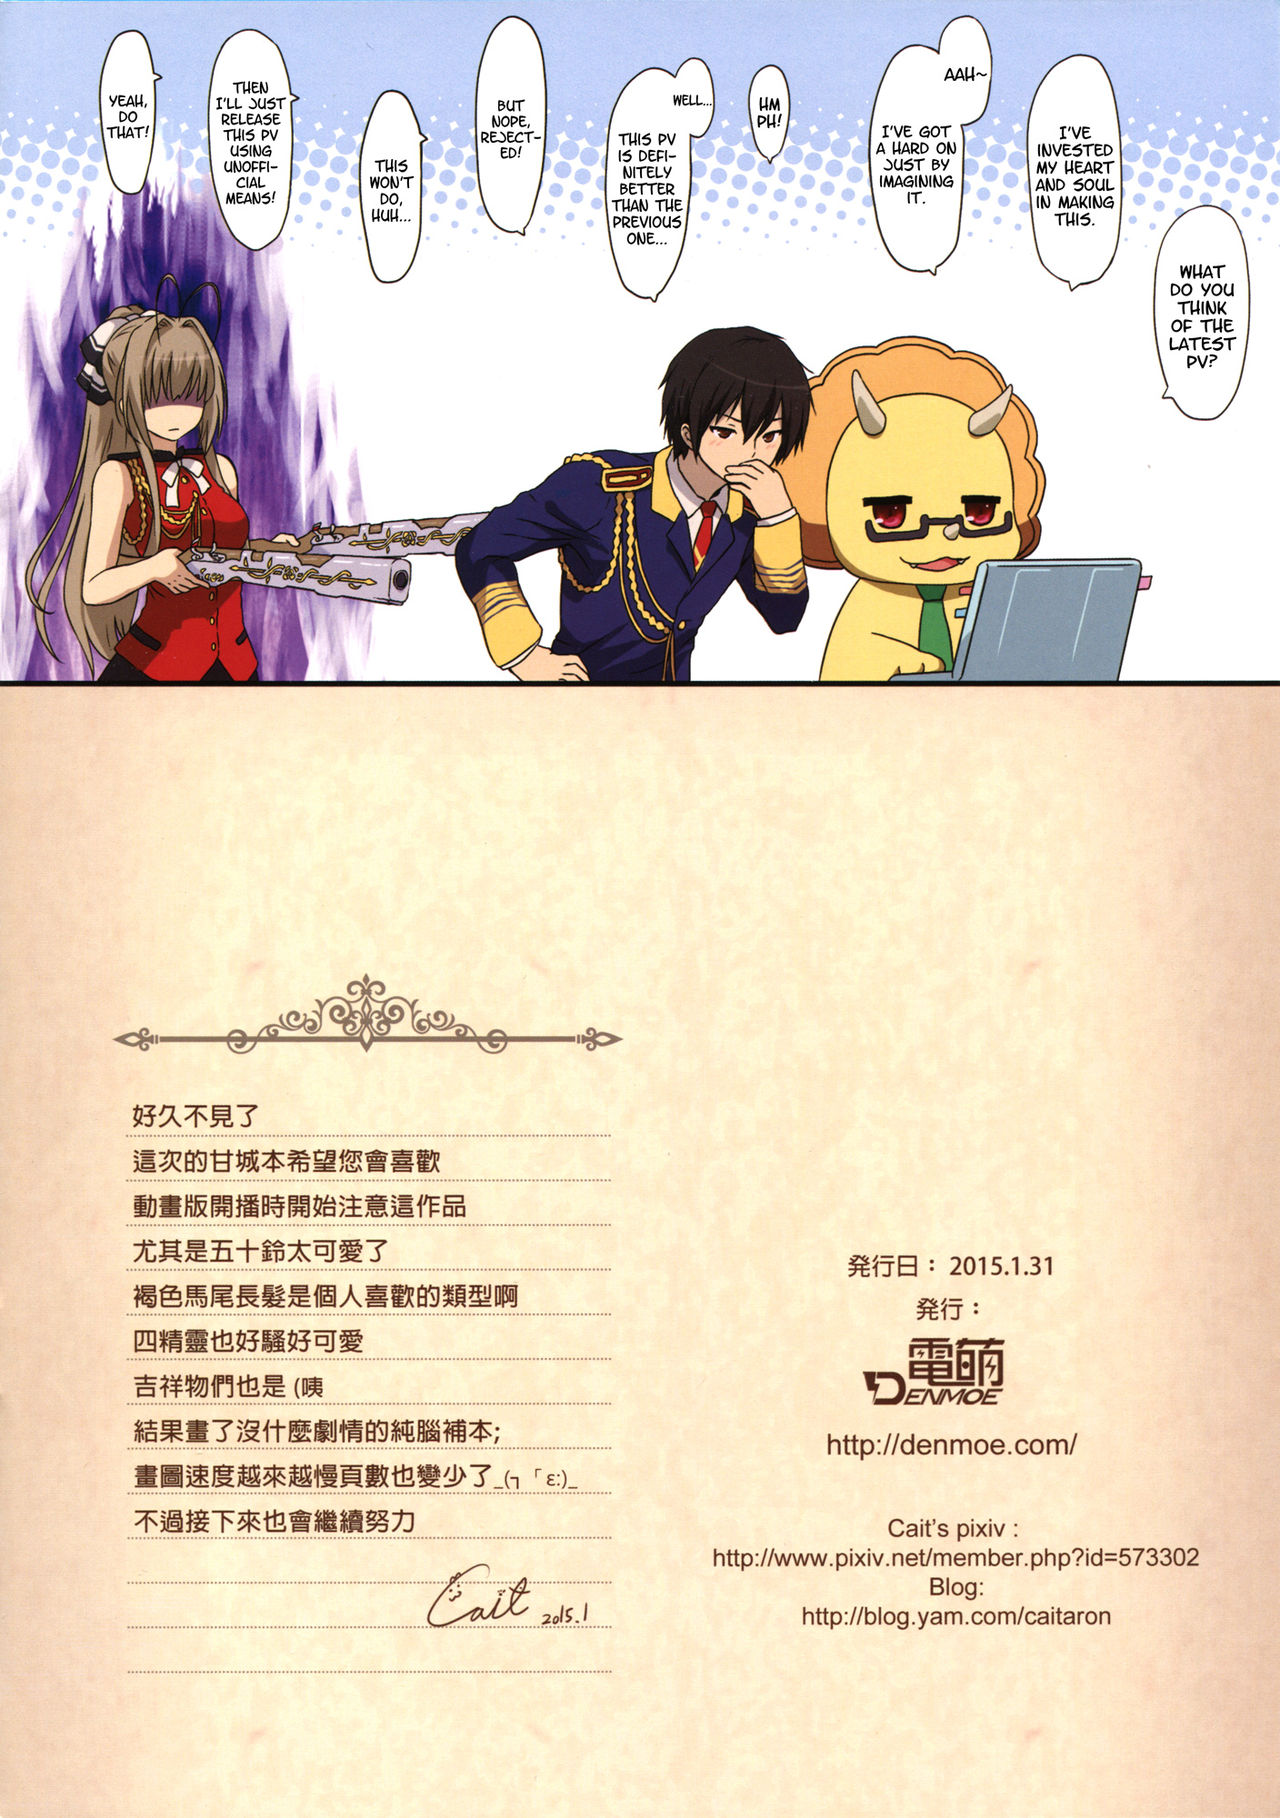 WHAT
DO YOU
THINK
OF THE
LATEST
PV?
I'VE
INVESTED
MY HEART
AND SOUL
IN MAKING
THIS.
AAH~
I'VE GOT
A HARD ON
JUST BY
IMAGINING
IT.
HM
PH!
WELL...
THIS PV
IS DEFI-
NITELY
BETTER
THAN THE
PREVIOUS
ONE...
BUT
NOPE,
REJECT-
ED!
THIS
WON'T
DO,
HUH...
THEN
I'LL JUST
RELEASE
THIS PV
USING
UNOFFI-
CIAL
MEANS!
YEAH,
DO
THAT!
好久不見了
這次的甘城本希望您會喜歡
動畫版開播時開始注意這作品
尤其是五十鈴太可愛了
褐色馬尾長髮是個人喜歡的類型啊
四精靈也好騷好可愛
吉祥物們也是 (咦
結果畫了沒什麼劇情的純腦補本;
畫圖速度越來越慢頁數也變少了_(┐「ε:)_
不過接下來也會繼續努力
Cait 2015.1
発行日： 2015.1.31
発行：
電萌
DENMOE
http://denmoe.com/
Cait's pixiv :
http://www.pixiv.net/member.php?id=573302
Blog:
http://blog.yam.com/caitaron